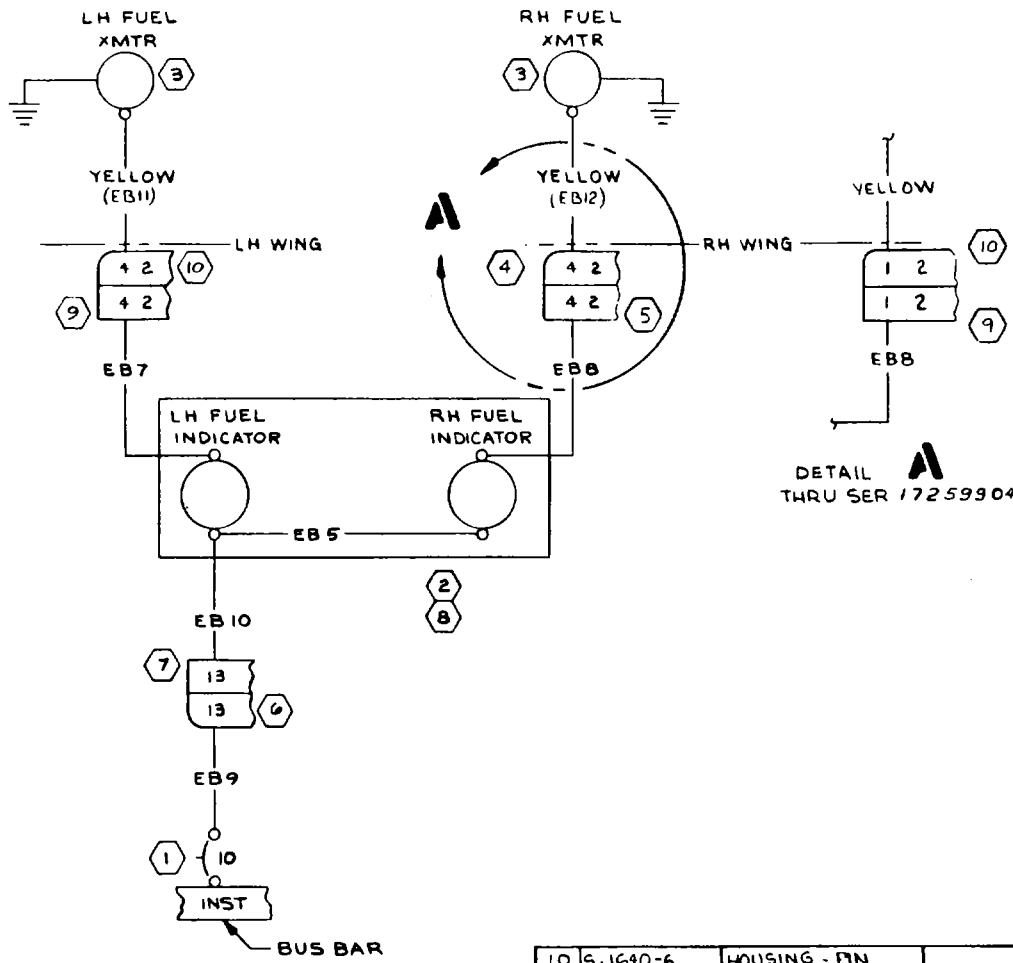 LH FUEL
XMTR
3
RH FUEL
XMTR
3
YELLOW
(EB11)
A
YELLOW
(EB12)
YELLOW
LH WING
RH WING
10
4 2
10
4
4 2
1 2
9
4 2
4 2
5
1 2
9
EB7
EB8
EB8
LH FUEL
INDICATOR
RH FUEL
INDICATOR
DETAIL A
THRU SER 17259904
EB5
2
8
EB10
7
13
13
6
EB9
1
10
INST
BUS BAR
10 S-1640-6 HOUSING - PIN